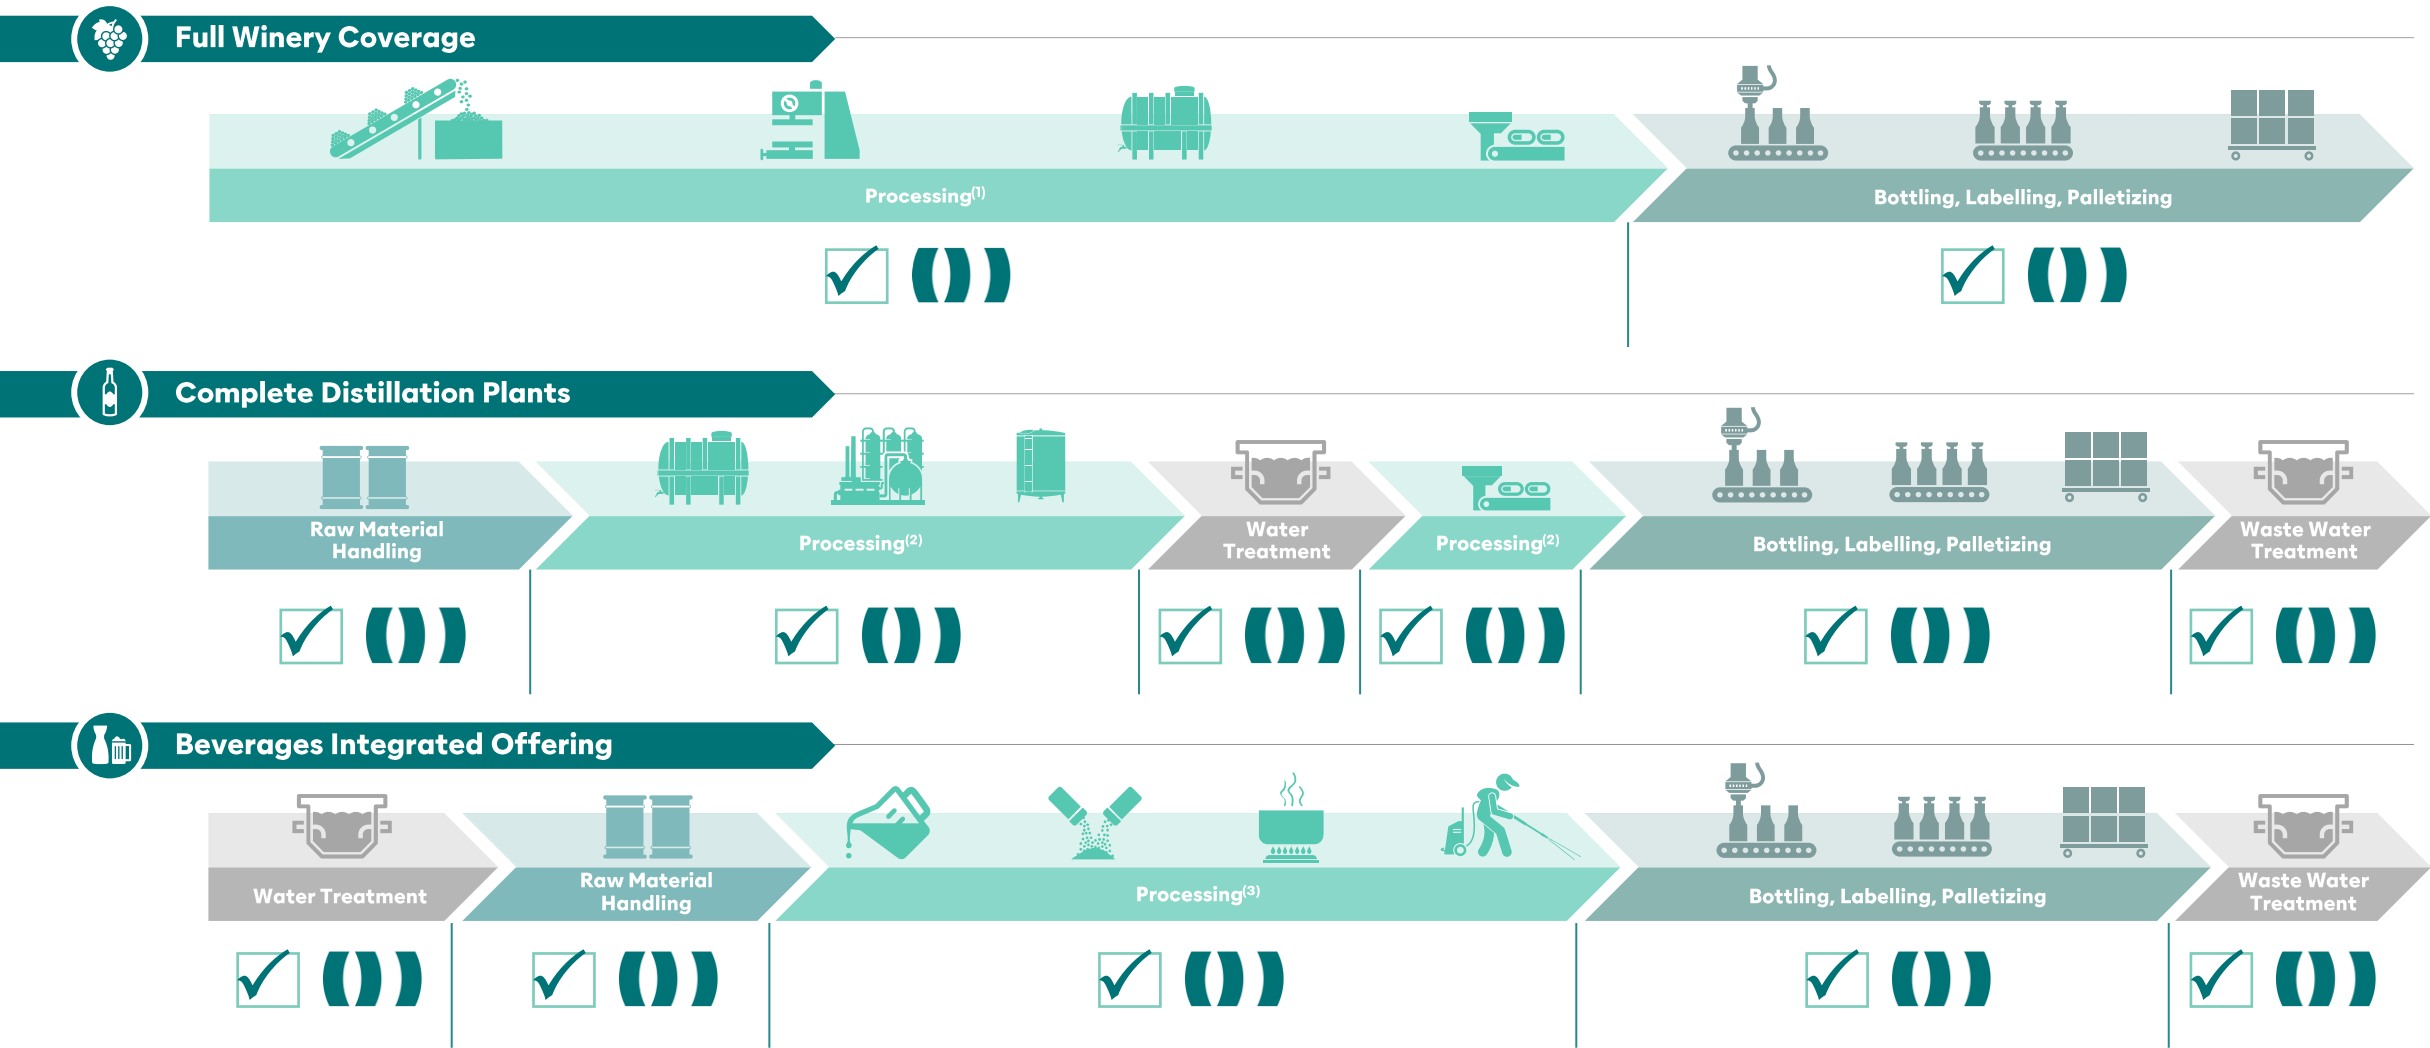 Full Winery Coverage
Processing(1)
Bottling, Labelling, Palletizing
Complete Distillation Plants
Raw Material
Handling
Processing(2)
Water
Treatment
Processing(2)
Bottling, Labelling, Palletizing
Waste Water
Treatment
Beverages Integrated Offering
Water Treatment
Raw Material
Handling
Processing(3)
Bottling, Labelling, Palletizing
Waste Water
Treatment